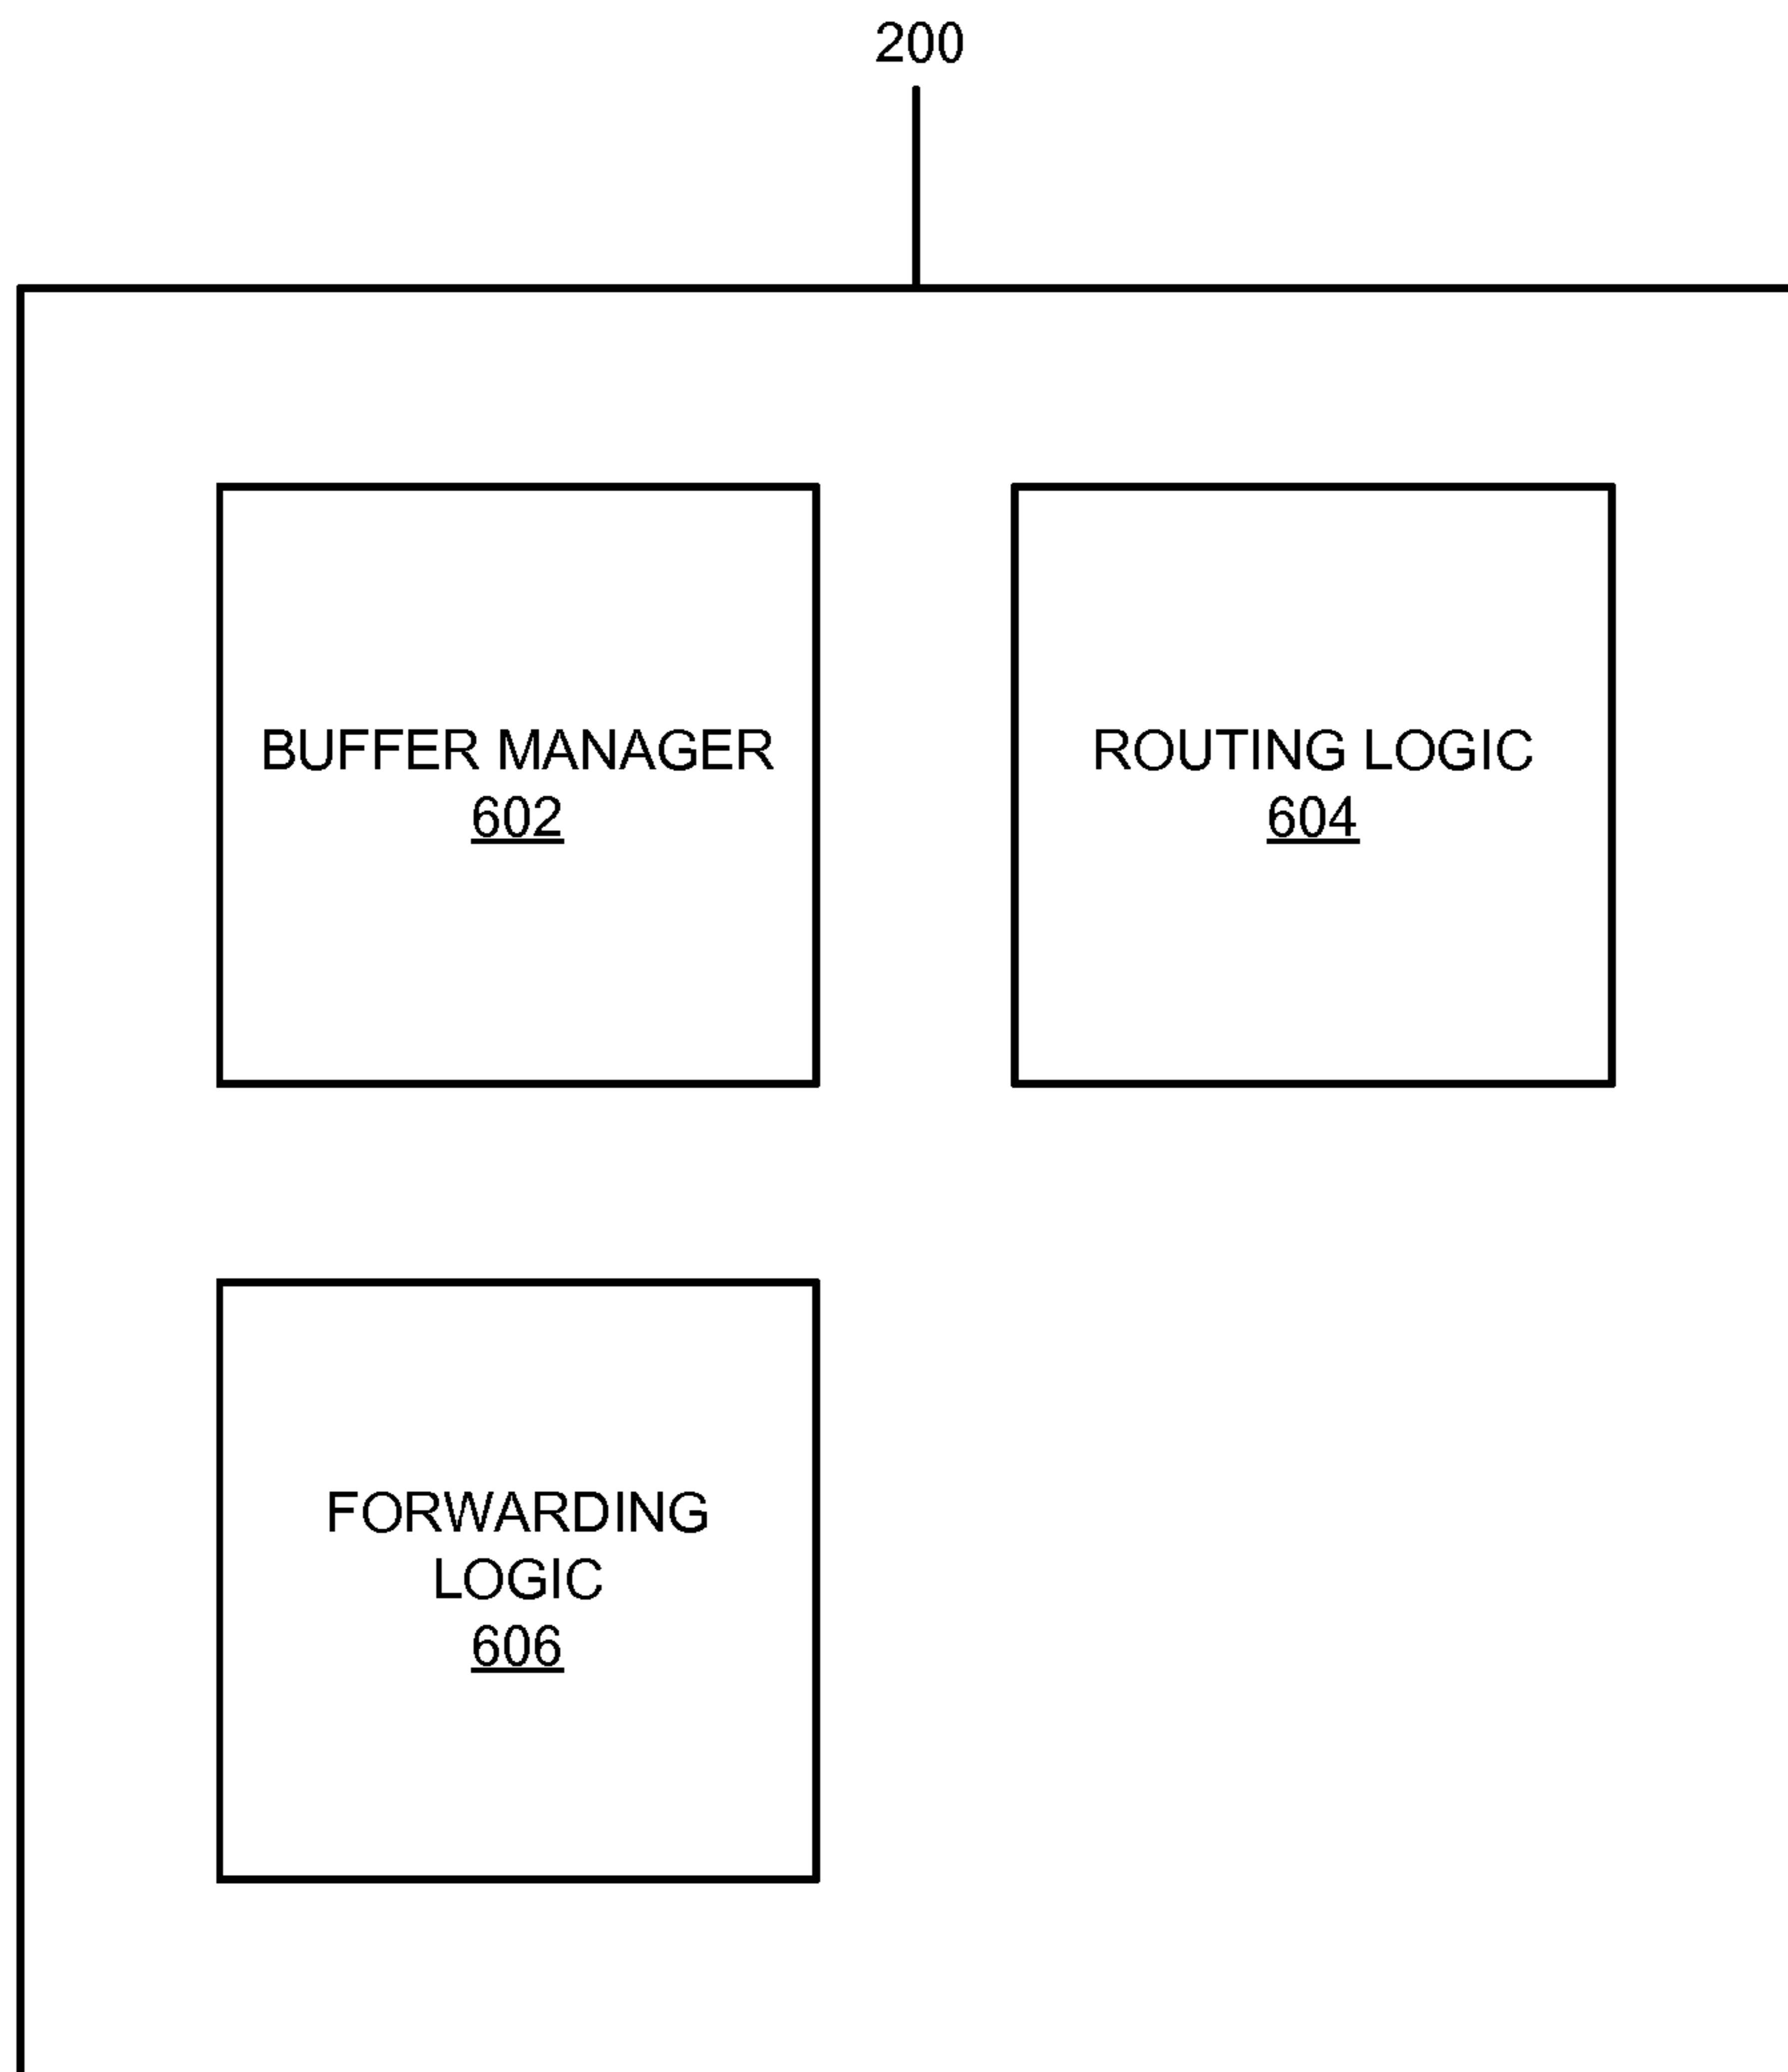 200
BUFFER MANAGER
602
ROUTING LOGIC
604
FORWARDING
LOGIC
606